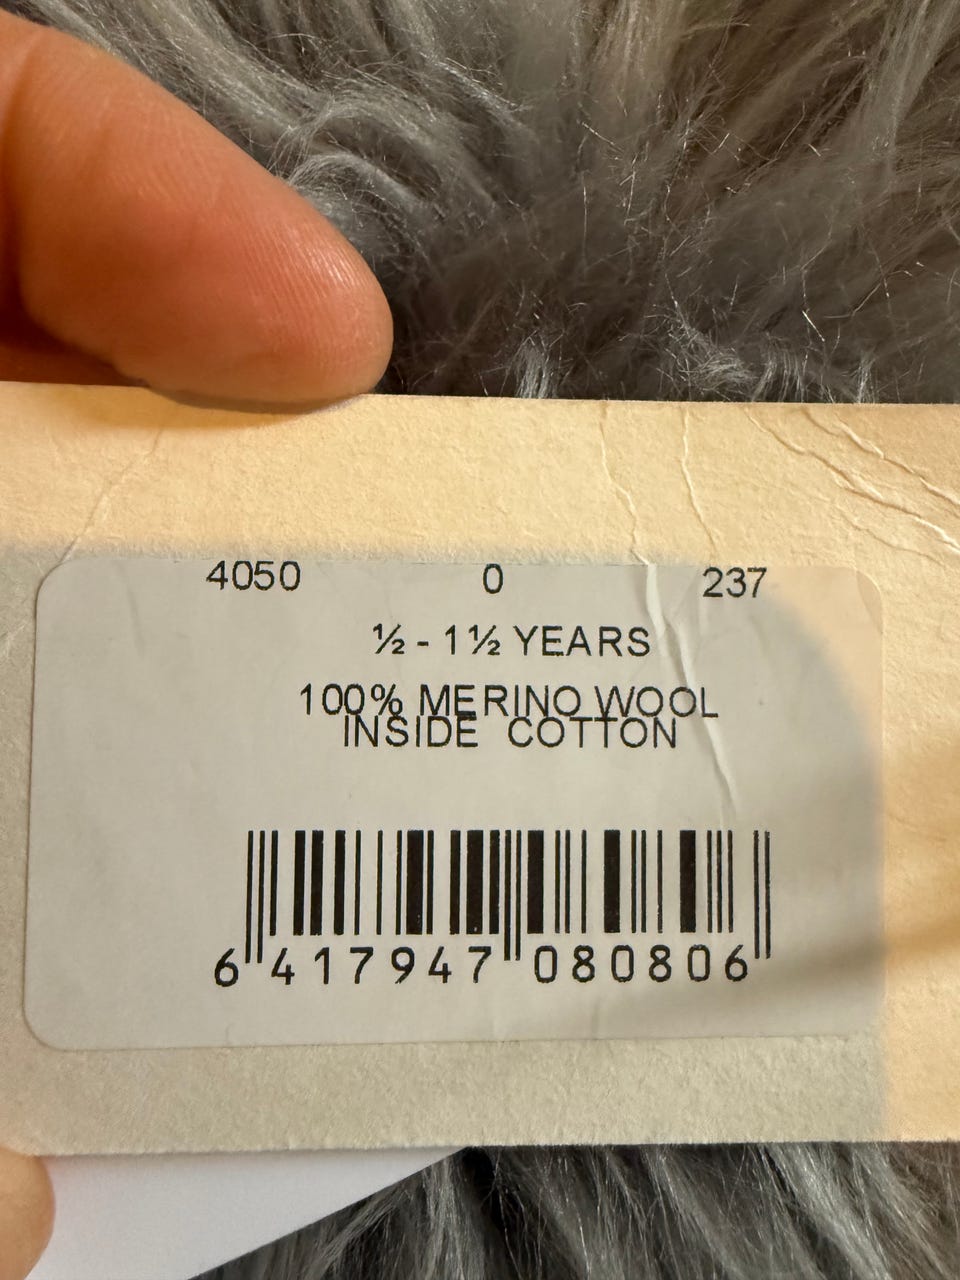 4050 0 237
½ - 1½ YEARS
100% MERINO WOOL
INSIDE COTTON
6 417947 080806